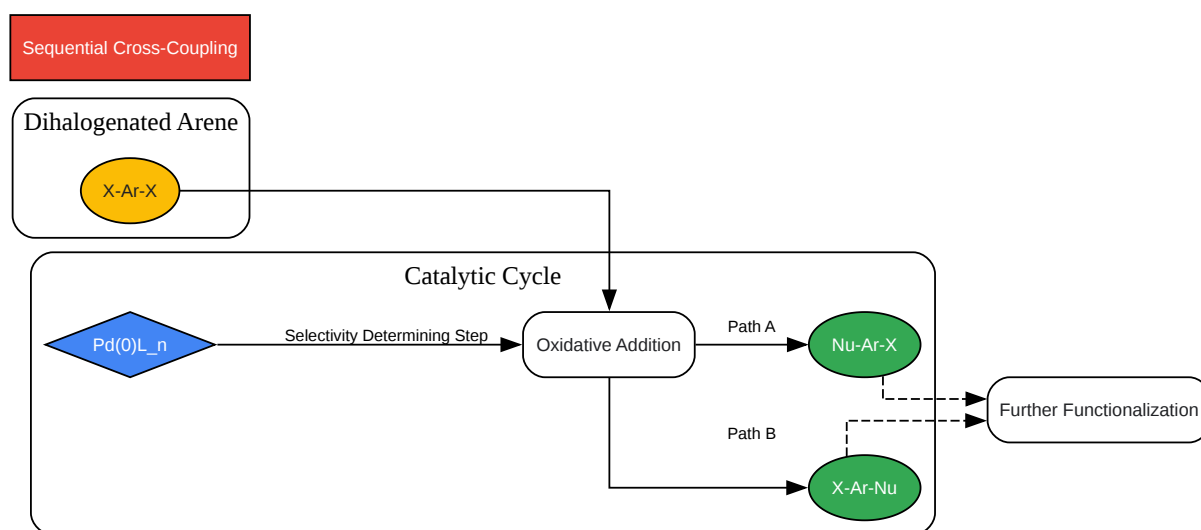 Sequential Cross-Coupling
Dihalogenated Arene
X-Ar-X
Catalytic Cycle
Pd(0)L_n
Selectivity Determining Step
Oxidative Addition
Path A
Nu-Ar-X
Further Functionalization
Path B
X-Ar-Nu